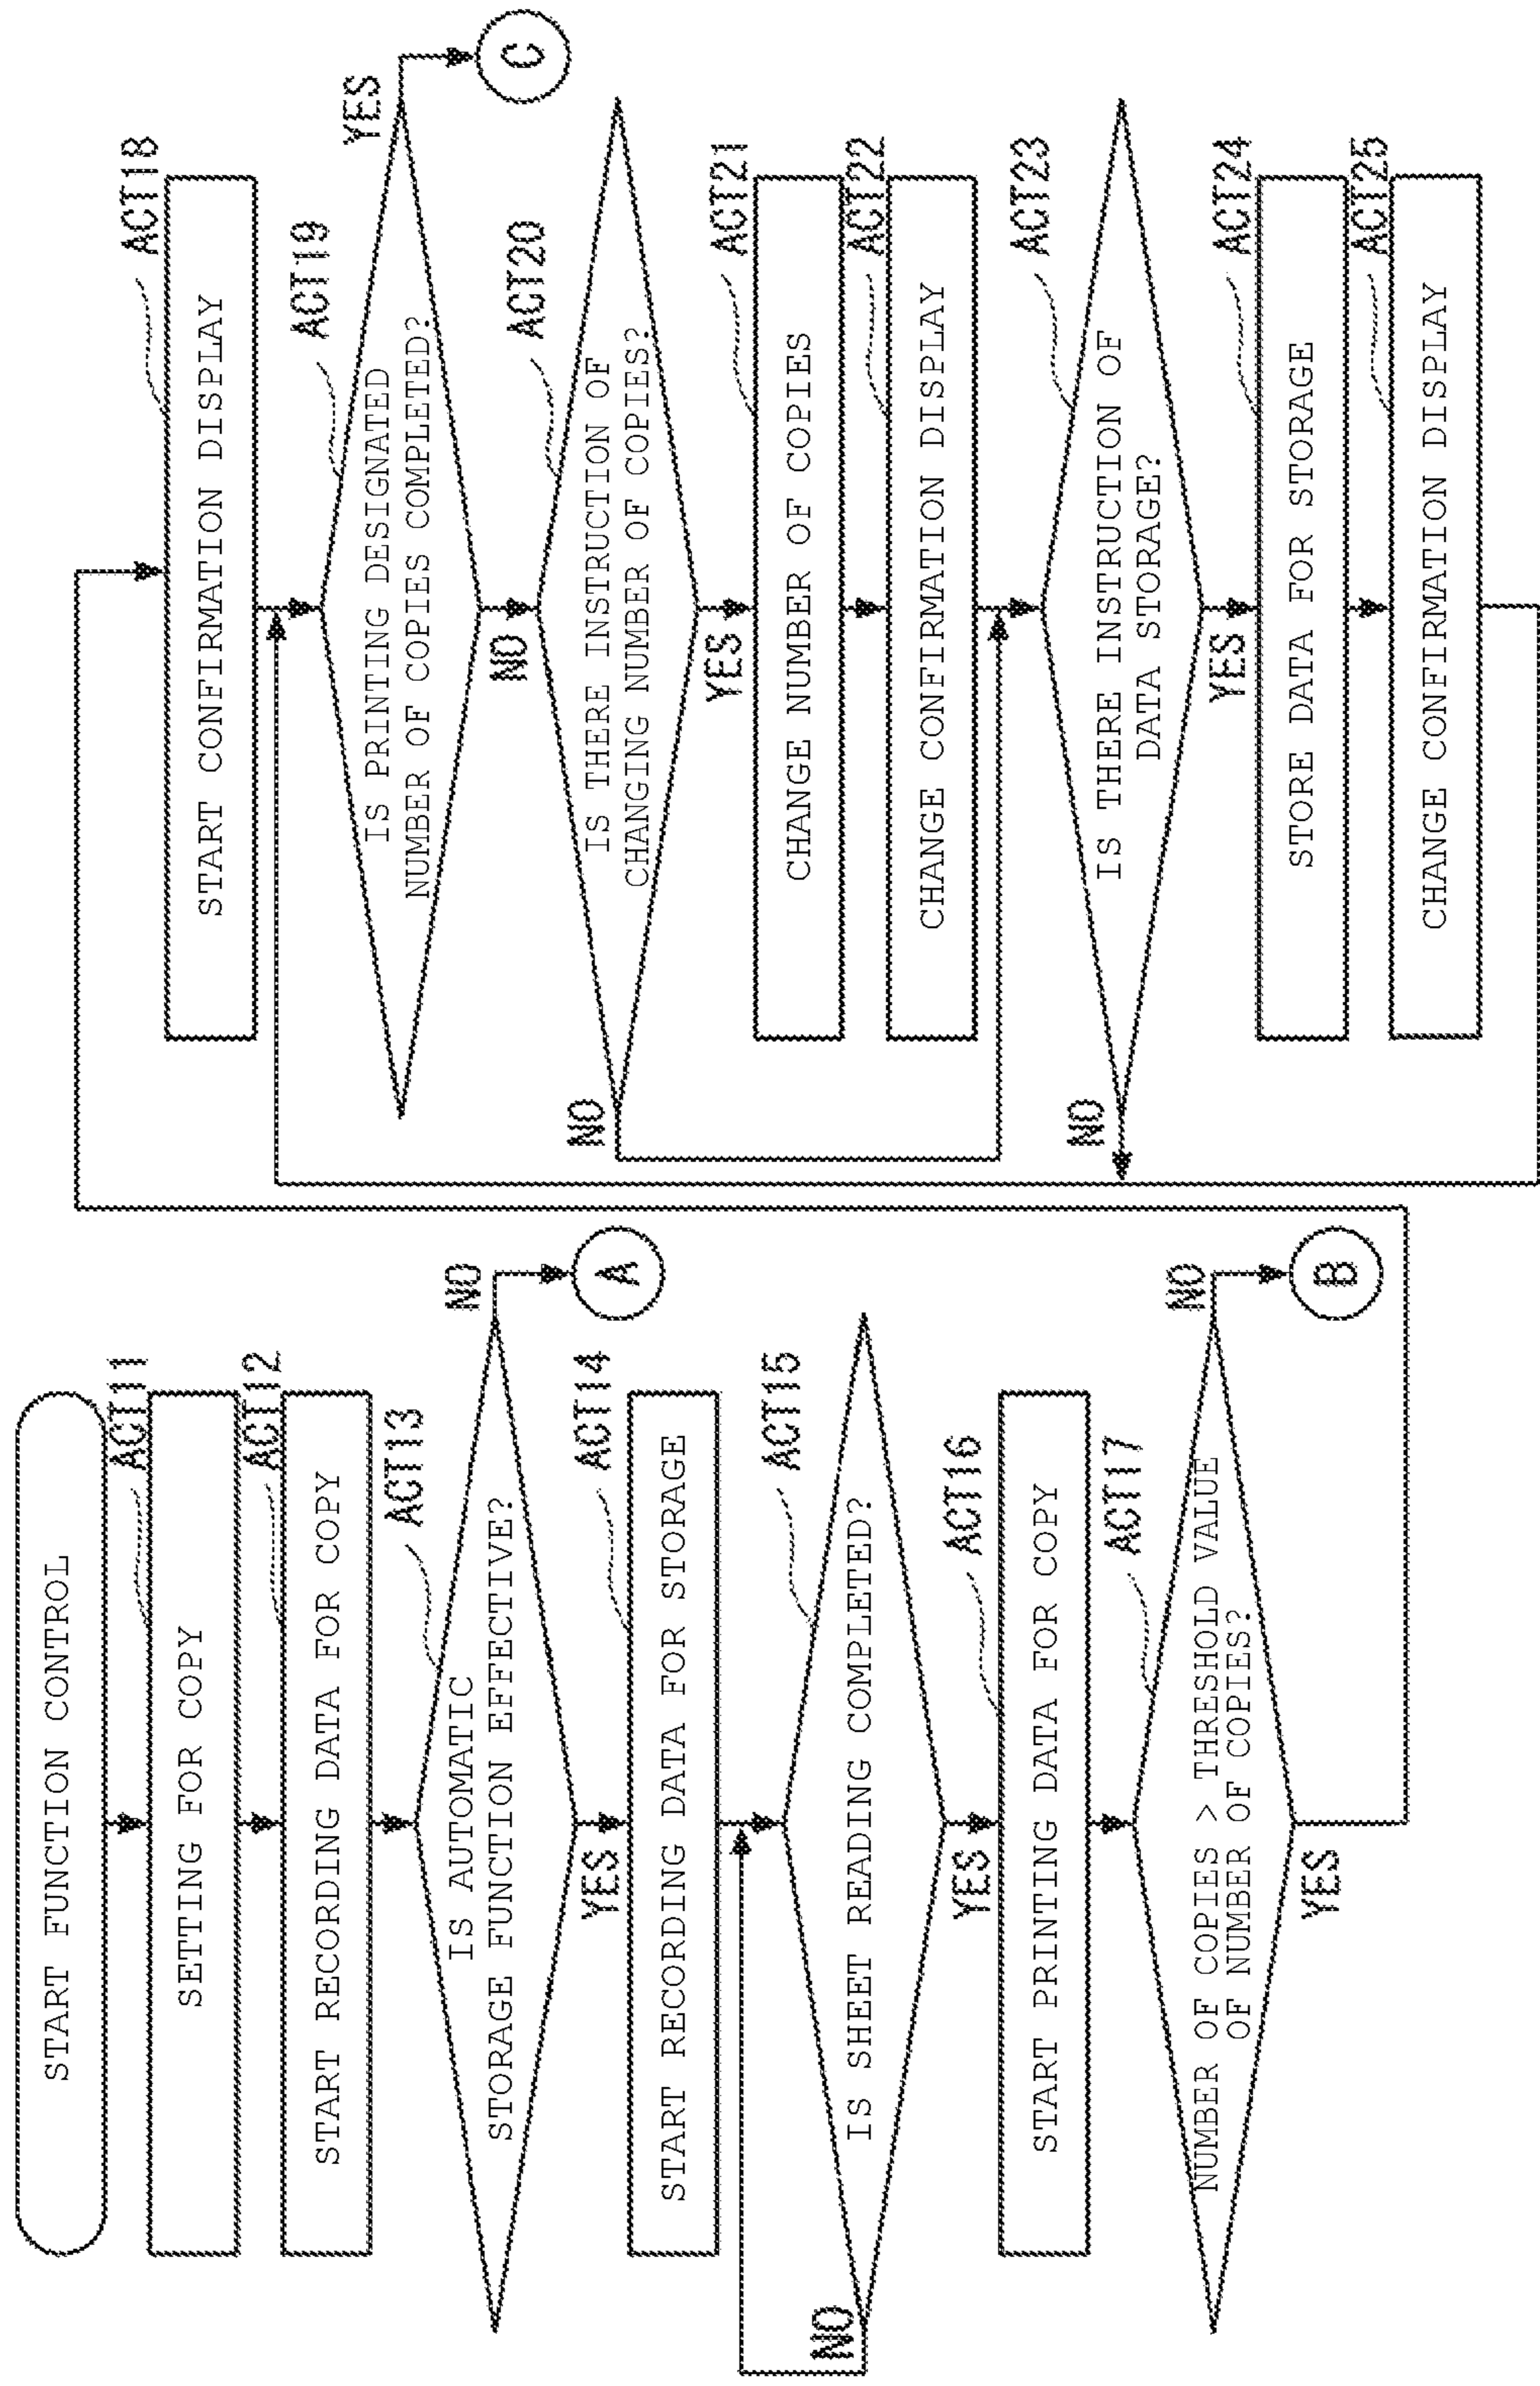 START FUNCTION CONTROL
ACT11
SETTING FOR COPY
ACT12
START RECORDING DATA FOR COPY
ACT13
IS AUTOMATIC
STORAGE FUNCTION EFFECTIVE?
NO
A
YES
ACT14
START RECORDING DATA FOR STORAGE
ACT15
IS SHEET READING COMPLETED?
NO
YES
ACT16
START PRINTING DATA FOR COPY
ACT17
NUMBER OF COPIES > THRESHOLD VALUE
OF NUMBER OF COPIES?
NO
B
YES
ACT18
START CONFIRMATION DISPLAY
ACT19
IS PRINTING DESIGNATED
NUMBER OF COPIES COMPLETED?
YES
C
NO
ACT20
IS THERE INSTRUCTION OF
CHANGING NUMBER OF COPIES?
NO
YES
ACT21
CHANGE NUMBER OF COPIES
ACT22
CHANGE CONFIRMATION DISPLAY
ACT23
IS THERE INSTRUCTION OF
DATA STORAGE?
NO
YES
ACT24
STORE DATA FOR STORAGE
ACT25
CHANGE CONFIRMATION DISPLAY